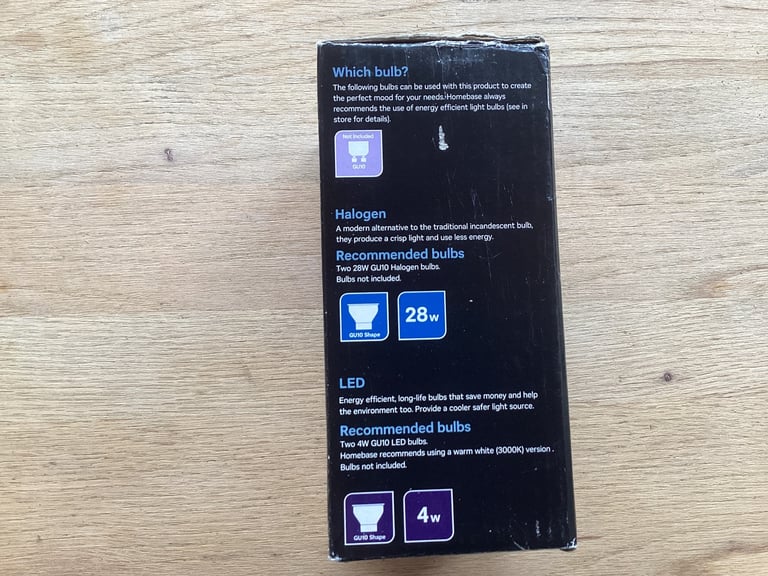 Which bulb?
The following bulbs can be used with this product to create
the perfect mood for your needs. Homebase always
recommends the use of energy efficient light bulbs (see in
store for details).
Not included
GU10
Halogen
A modern alternative to the traditional incandescent bulb,
they produce a crisp light and use less energy.
Recommended bulbs
Two 28W GU10 Halogen bulbs.
Bulbs not included.
GU10 Shape
28w
LED
Energy efficient, long-life bulbs that save money and help
the environment too. Provide a cooler safer light source.
Recommended bulbs
Two 4W GU10 LED bulbs.
Homebase recommends using a warm white (3000K) version .
Bulbs not included.
GU10 Shape
4w